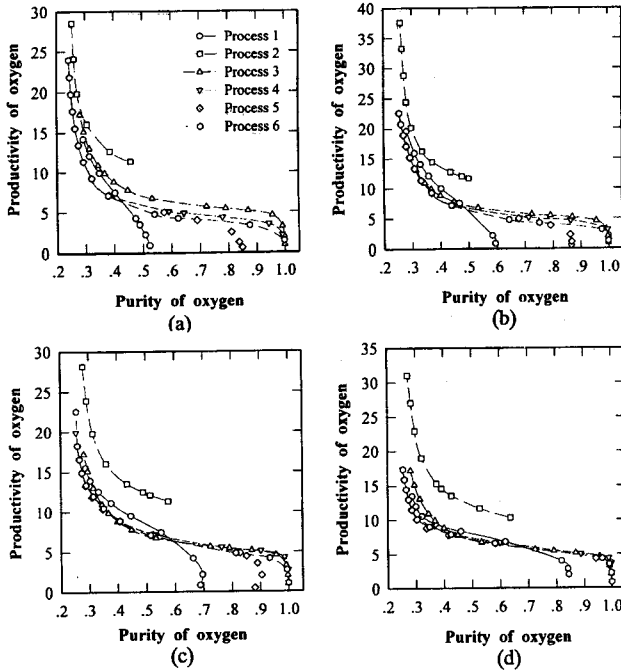 30
25
20
15
10
5
0
Productivity of oxygen
Process 1
Process 2
Process 3
Process 4
Process 5
Process 6
.2 .3 .4 .5 .6 .7 .8 .9 1.0
Purity of oxygen
(a)
40
35
30
25
20
15
10
5
0
Productivity of oxygen
.2 .3 .4 .5 .6 .7 .8 .9 1.0
Purity of oxygen
(b)
30
25
20
15
10
5
0
Productivity of oxygen
.2 .3 .4 .5 .6 .7 .8 .9 1.0
Purity of oxygen
(c)
35
30
25
20
15
10
5
0
Productivity of oxygen
.2 .3 .4 .5 .6 .7 .8 .9 1.0
Purity of oxygen
(d)